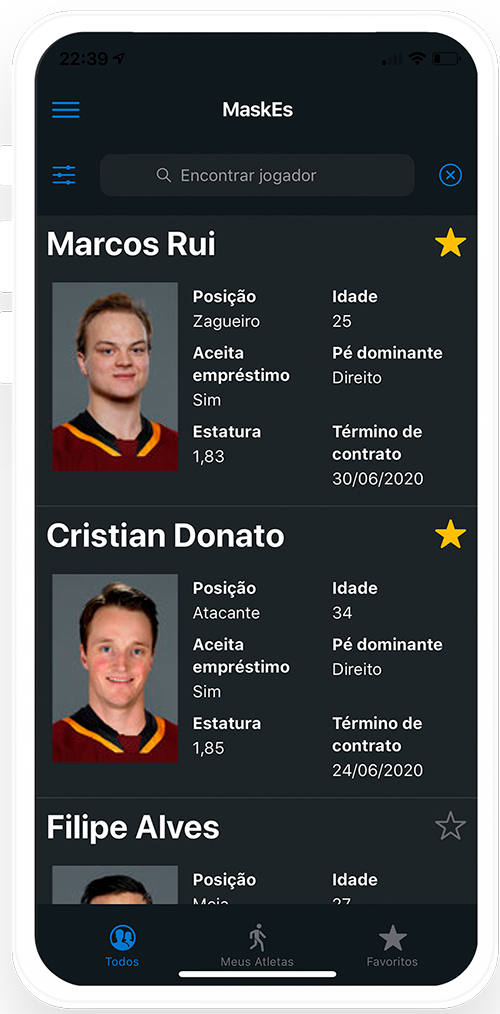 22:39
MaskEs
Encontrar jogador
Marcos Rui
Posição
Idade
Zagueiro
25
Aceita
empréstimo
Pé dominante
Sim
Direito
Estatura
Término de
contrato
1,83
30/06/2020
Cristian Donato
Posição
Idade
Atacante
34
Aceita
empréstimo
Pé dominante
Sim
Direito
Estatura
Término de
contrato
1,85
24/06/2020
Filipe Alves
Posição
Idade
Meia
27
Todos
Meus Atletas
Favoritos